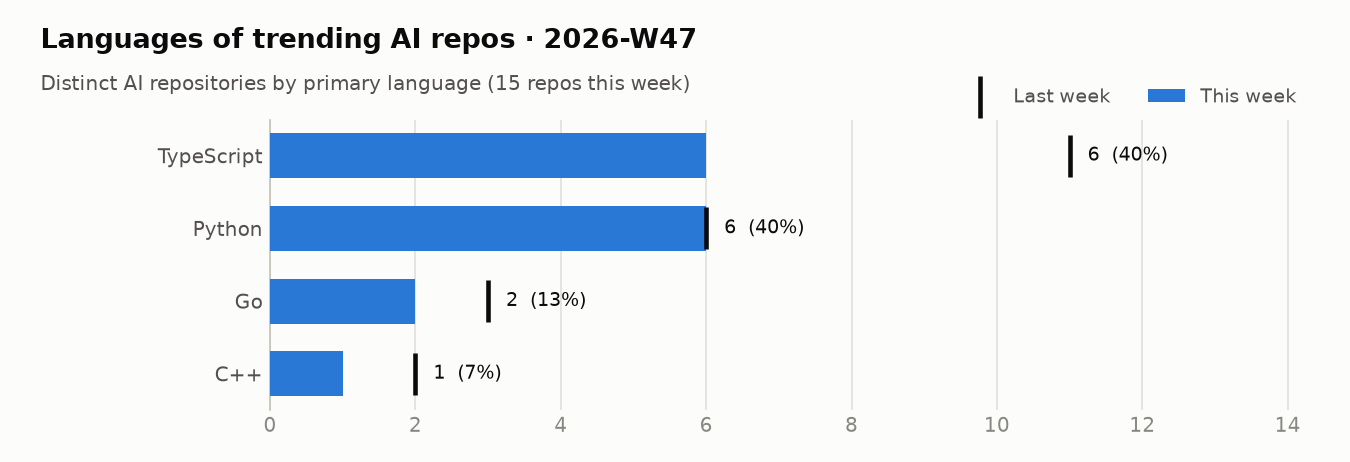 Languages of trending AI repos · 2026-W47
Distinct AI repositories by primary language (15 repos this week)
Last week
This week
TypeScript
6 (40%)
Python
6 (40%)
Go
2 (13%)
C++
1 (7%)
0 2 4 6 8 10 12 14